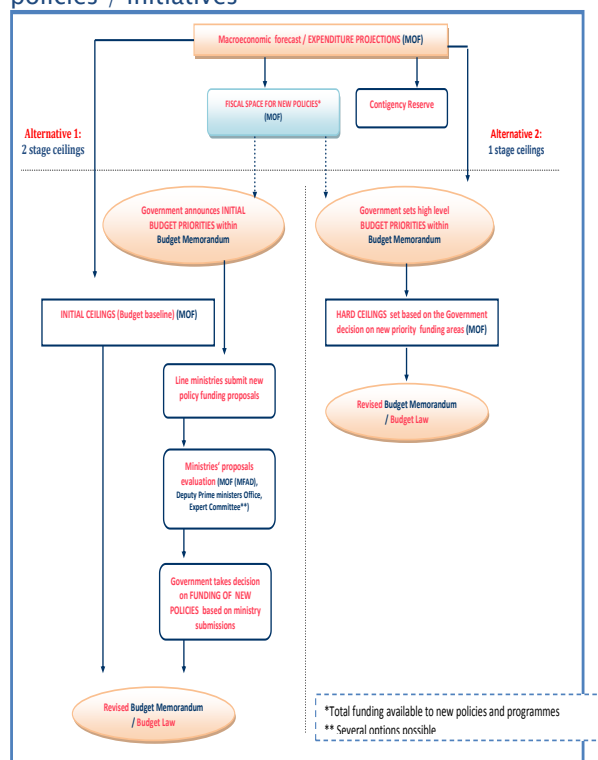 policies / initiatives
Macroeconomic forecast / EXPENDITURE PROJECTIONS (MOF)
FISCAL SPACE FOR NEW POLICIES*
(MOF)
Contigency Reserve
Alternative 1:
2 stage ceilings
Alternative 2:
1 stage ceilings
Government announces INITIAL
BUDGET PRIORITIES within
Budget Memorandum
Government sets high level
BUDGET PRIORITIES within
Budget Memorandum
INITIAL CEILINGS (Budget baseline) (MOF)
HARD CEILINGS set based on the Government
decision on new priority funding areas (MOF)
Line ministries submit new
policy funding proposals
Revised Budget Memorandum
/ Budget Law
Ministries' proposals
evaluation (MOF (MFAD),
Deputy Prime ministers Office,
Expert Committee**)
Government takes decision
on FUNDING OF NEW
POLICIES based on ministry
submissions
Revised Budget Memorandum
/ Budget Law
*Total funding available to new policies and programmes
** Several options possible